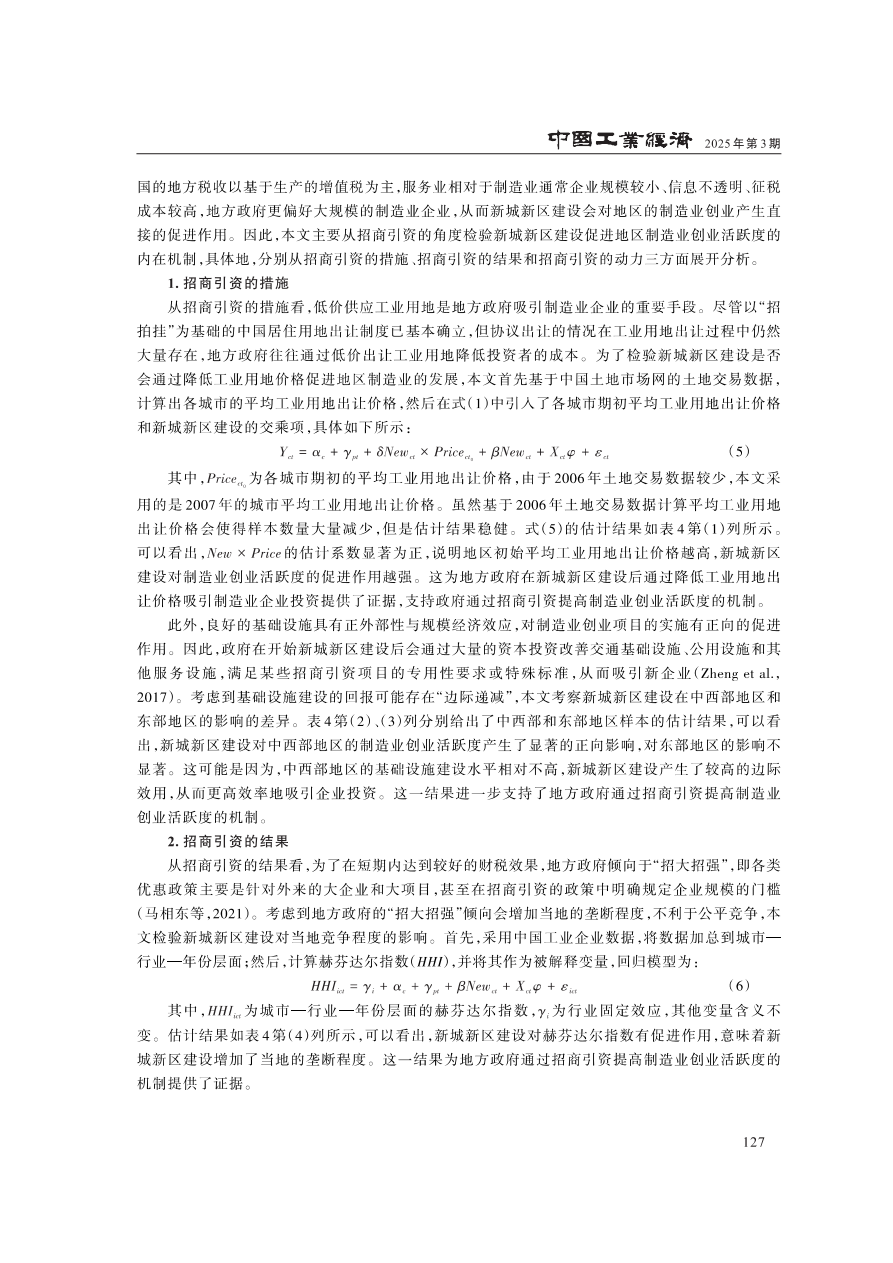 中国工业经济 2025年第3期
国的地方税收以基于生产的增值税为主,服务业相对于制造业通常企业规模较小、信息不透明、征税
成本较高,地方政府更偏好大规模的制造业企业,从而新城新区建设会对地区的制造业创业产生直
接的促进作用。因此,本文主要从招商引资的角度检验新城新区建设促进地区制造业创业活跃度的
内在机制,具体地,分别从招商引资的措施、招商引资的结果和招商引资的动力三方面展开分析。
1. 招商引资的措施
从招商引资的措施看,低价供应工业用地是地方政府吸引制造业企业的重要手段。尽管以“招
拍挂”为基础的中国居住用地出让制度已基本确立,但协议出让的情况在工业用地出让过程中仍然
大量存在,地方政府往往通过低价出让工业用地降低投资者的成本。为了检验新城新区建设是否
会通过降低工业用地价格促进地区制造业的发展,本文首先基于中国土地市场网的土地交易数据,
计算出各城市的平均工业用地出让价格,然后在式(1)中引入了各城市期初平均工业用地出让价格
和新城新区建设的交乘项,具体如下所示:
Y_ct = α_c + γ_pt + δNew_ct × Price_ct₀ + βNew_ct + X_ctφ + ε_ct (5)
其中,Price_ct₀为各城市期初的平均工业用地出让价格,由于2006年土地交易数据较少,本文采
用的是2007年的城市平均工业用地出让价格。虽然基于2006年土地交易数据计算平均工业用地
出让价格会使得样本数量大量减少,但是估计结果稳健。式(5)的估计结果如表4第(1)列所示。
可以看出,New × Price的估计系数显著为正,说明地区初始平均工业用地出让价格越高,新城新区
建设对制造业创业活跃度的促进作用越强。这为地方政府在新城新区建设后通过降低工业用地出
让价格吸引制造业企业投资提供了证据,支持政府通过招商引资提高制造业创业活跃度的机制。
此外,良好的基础设施具有正外部性与规模经济效应,对制造业创业项目的实施有正向的促进
作用。因此,政府在开始新城新区建设后会通过大量的资本投资改善交通基础设施、公用设施和其
他服务设施,满足某些招商引资项目的专用性要求或特殊标准,从而吸引新企业(Zheng et al.,
2017)。考虑到基础设施建设的回报可能存在“边际递减”,本文考察新城新区建设在中西部地区和
东部地区的影响的差异。表4第(2)、(3)列分别给出了中西部和东部地区样本的估计结果,可以看
出,新城新区建设对中西部地区的制造业创业活跃度产生了显著的正向影响,对东部地区的影响不
显著。这可能是因为,中西部地区的基础设施建设水平相对不高,新城新区建设产生了较高的边际
效用,从而更高效率地吸引企业投资。这一结果进一步支持了地方政府通过招商引资提高制造业
创业活跃度的机制。
2. 招商引资的结果
从招商引资的结果看,为了在短期内达到较好的财税效果,地方政府倾向于“招大招强”,即各类
优惠政策主要是针对外来的大企业和大项目,甚至在招商引资的政策中明确规定企业规模的门槛
(马相东等,2021)。考虑到地方政府的“招大招强”倾向会增加当地的垄断程度,不利于公平竞争,本
文检验新城新区建设对当地竞争程度的影响。首先,采用中国工业企业数据,将数据加总到城市—
行业—年份层面;然后,计算赫芬达尔指数(HHI),并将其作为被解释变量,回归模型为:
HHI_ict = γ_i + α_c + γ_pt + βNew_ct + X_ctφ + ε_ict (6)
其中,HHI_ict为城市—行业—年份层面的赫芬达尔指数,γ_i为行业固定效应,其他变量含义不
变。估计结果如表4第(4)列所示,可以看出,新城新区建设对赫芬达尔指数有促进作用,意味着新
城新区建设增加了当地的垄断程度。这一结果为地方政府通过招商引资提高制造业创业活跃度的
机制提供了证据。
127